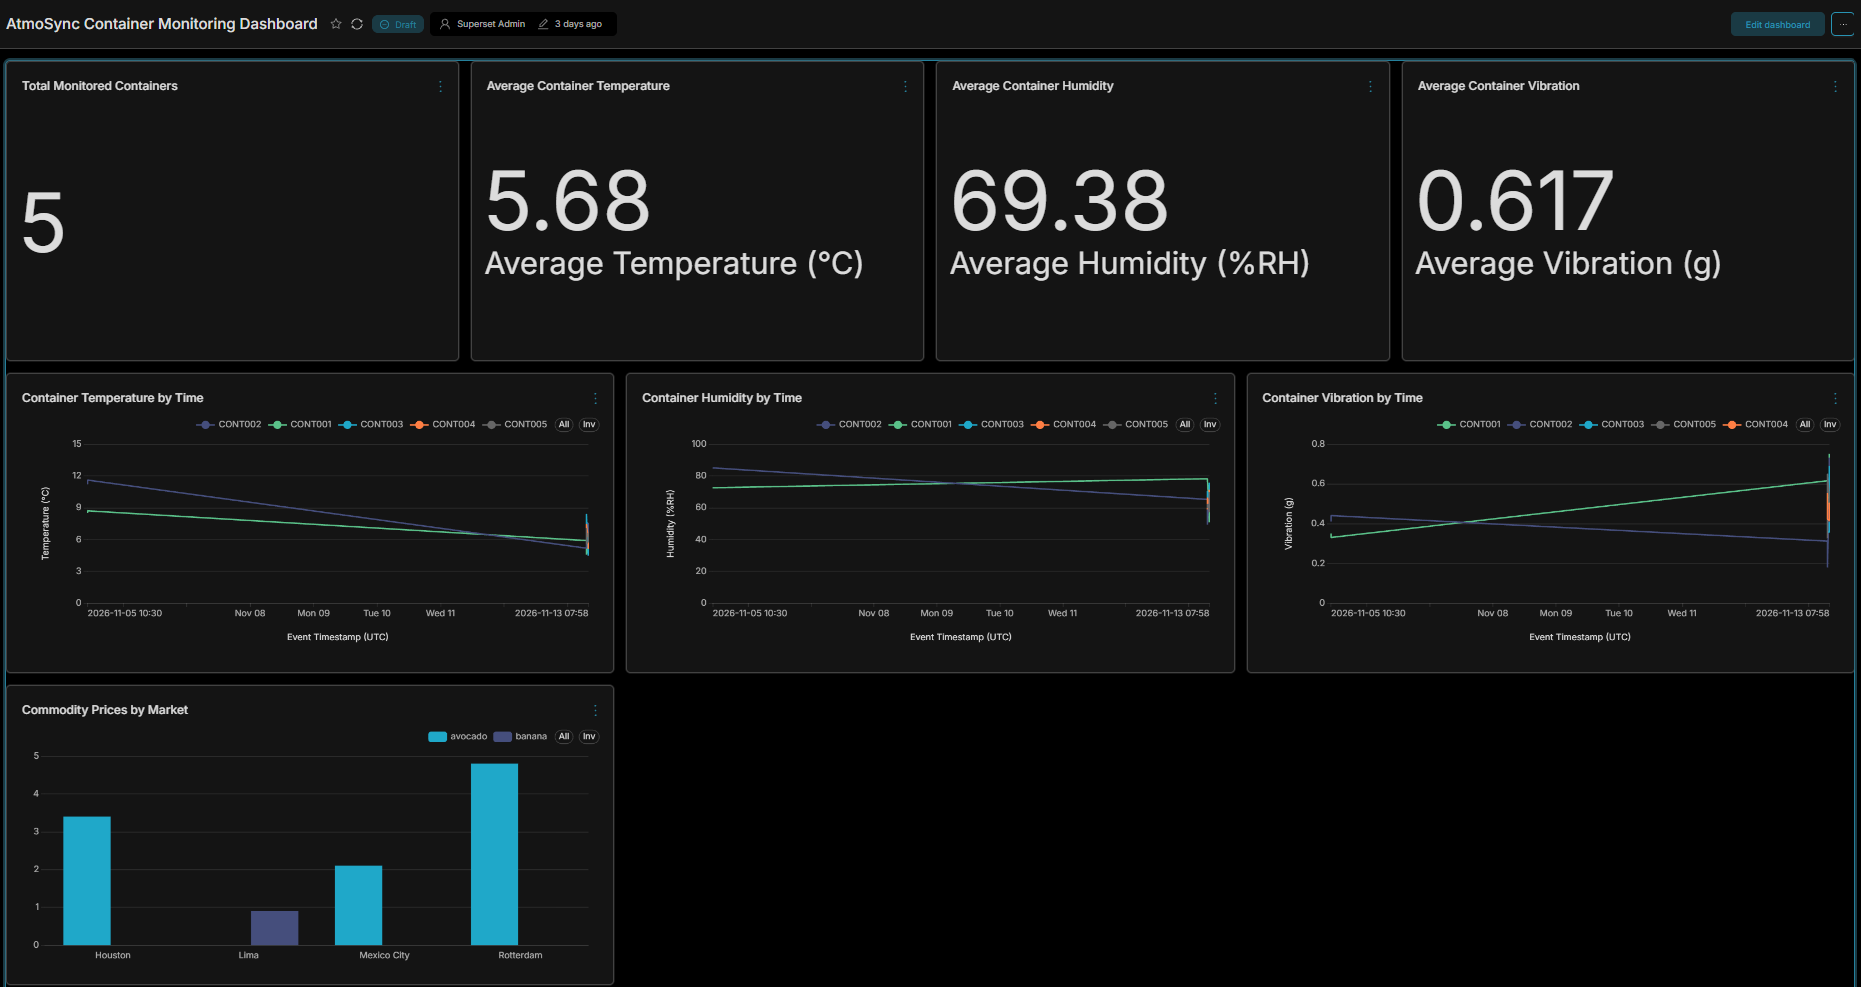 AtmoSync Container Monitoring Dashboard Draft Superset Admin 3 days ago Edit dashboard ...
Total Monitored Containers
5
Average Container Temperature
5.68
Average Temperature (°C)
Average Container Humidity
69.38
Average Humidity (%RH)
Average Container Vibration
0.617
Average Vibration (g)
Container Temperature by Time
CONT002 CONT001 CONT003 CONT004 CONT005 All Inv
Temperature (°C)
15
12
9
6
3
0
2026-11-05 10:30 Nov 08 Mon 09 Tue 10 Wed 11 2026-11-13 07:58
Event Timestamp (UTC)
Container Humidity by Time
CONT002 CONT001 CONT003 CONT004 CONT005 All Inv
Humidity (%RH)
100
80
60
40
20
0
2026-11-05 10:30 Nov 08 Mon 09 Tue 10 Wed 11 2026-11-13 07:58
Event Timestamp (UTC)
Container Vibration by Time
CONT001 CONT002 CONT003 CONT005 CONT004 All Inv
Vibration (g)
0.8
0.6
0.4
0.2
0
2026-11-05 10:30 Nov 08 Mon 09 Tue 10 Wed 11 2026-11-13 07:58
Event Timestamp (UTC)
Commodity Prices by Market
avocado banana All Inv
5
4
3
2
1
0
Houston Lima Mexico City Rotterdam